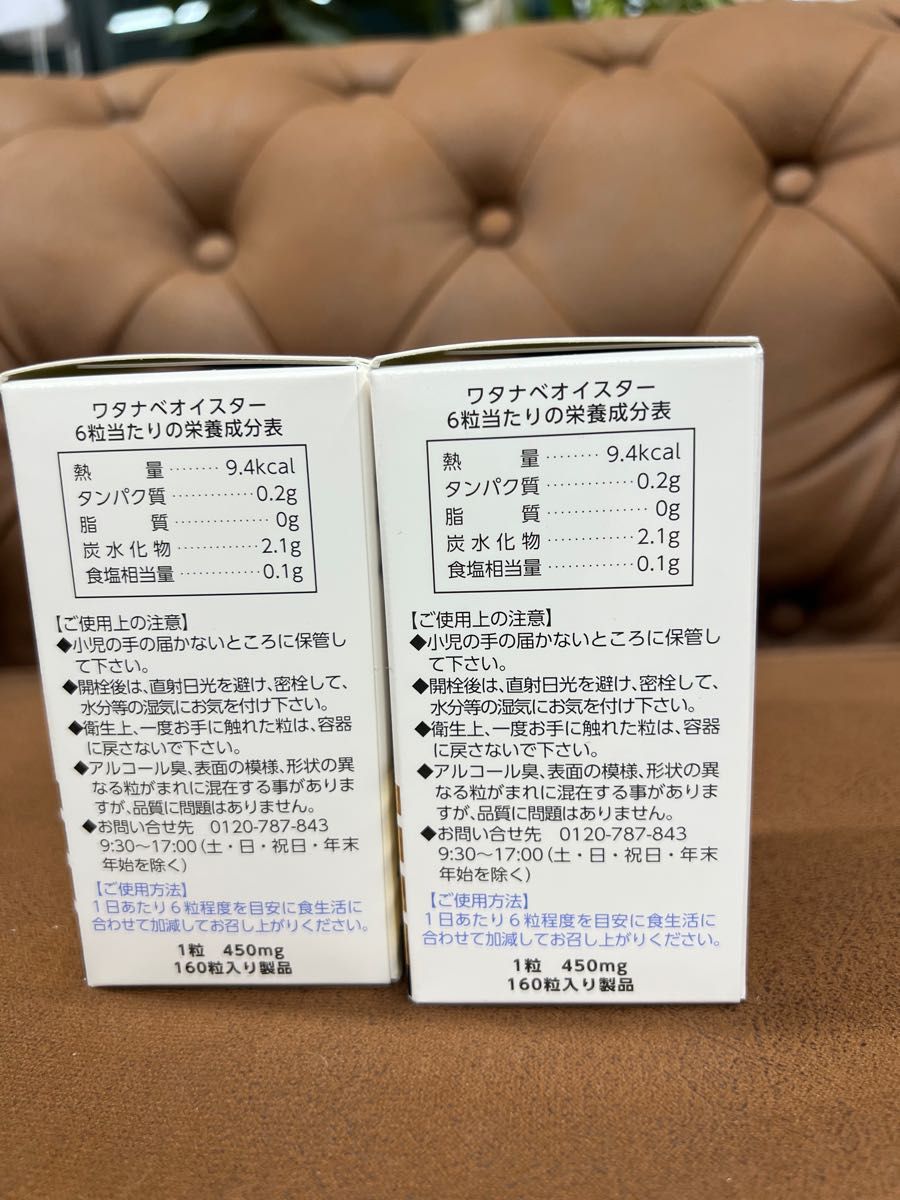 ワタナベオイスター
6粒当たりの栄養成分表
熱量········9.4kcal
タンパク質············0.2g
脂質··············0g
炭水化物············2.1g
食塩相当量············0.1g
【ご使用上の注意】
◆小児の手の届かないところに保管し
て下さい。
◆開栓後は、直射日光を避け、密栓して、
水分等の湿気にお気を付け下さい。
◆衛生上、一度お手に触れた粒は、容器
に戻さないで下さい。
◆アルコール臭、表面の模様、形状の異
なる粒がまれに混在する事がありま
すが、品質に問題はありません。
◆お問い合せ先 0120-787-843
9:30〜17:00(土・日・祝日・年末
年始を除く)
【ご使用方法】
1日あたり6粒程度を目安に食生活に
合わせて加減してお召し上がりください。
1粒 450mg
160粒入り製品
ワタナベオイスター
6粒当たりの栄養成分表
熱量········9.4kcal
タンパク質············0.2g
脂質··············0g
炭水化物············2.1g
食塩相当量············0.1g
【ご使用上の注意】
◆小児の手の届かないところに保管し
て下さい。
◆開栓後は、直射日光を避け、密栓して、
水分等の湿気にお気を付け下さい。
◆衛生上、一度お手に触れた粒は、容器
に戻さないで下さい。
◆アルコール臭、表面の模様、形状の異
なる粒がまれに混在する事がありま
すが、品質に問題はありません。
◆お問い合せ先 0120-787-843
9:30〜17:00(土・日・祝日・年末
年始を除く)
【ご使用方法】
1日あたり6粒程度を目安に食生活に
合わせて加減してお召し上がりください。
1粒 450mg
160粒入り製品